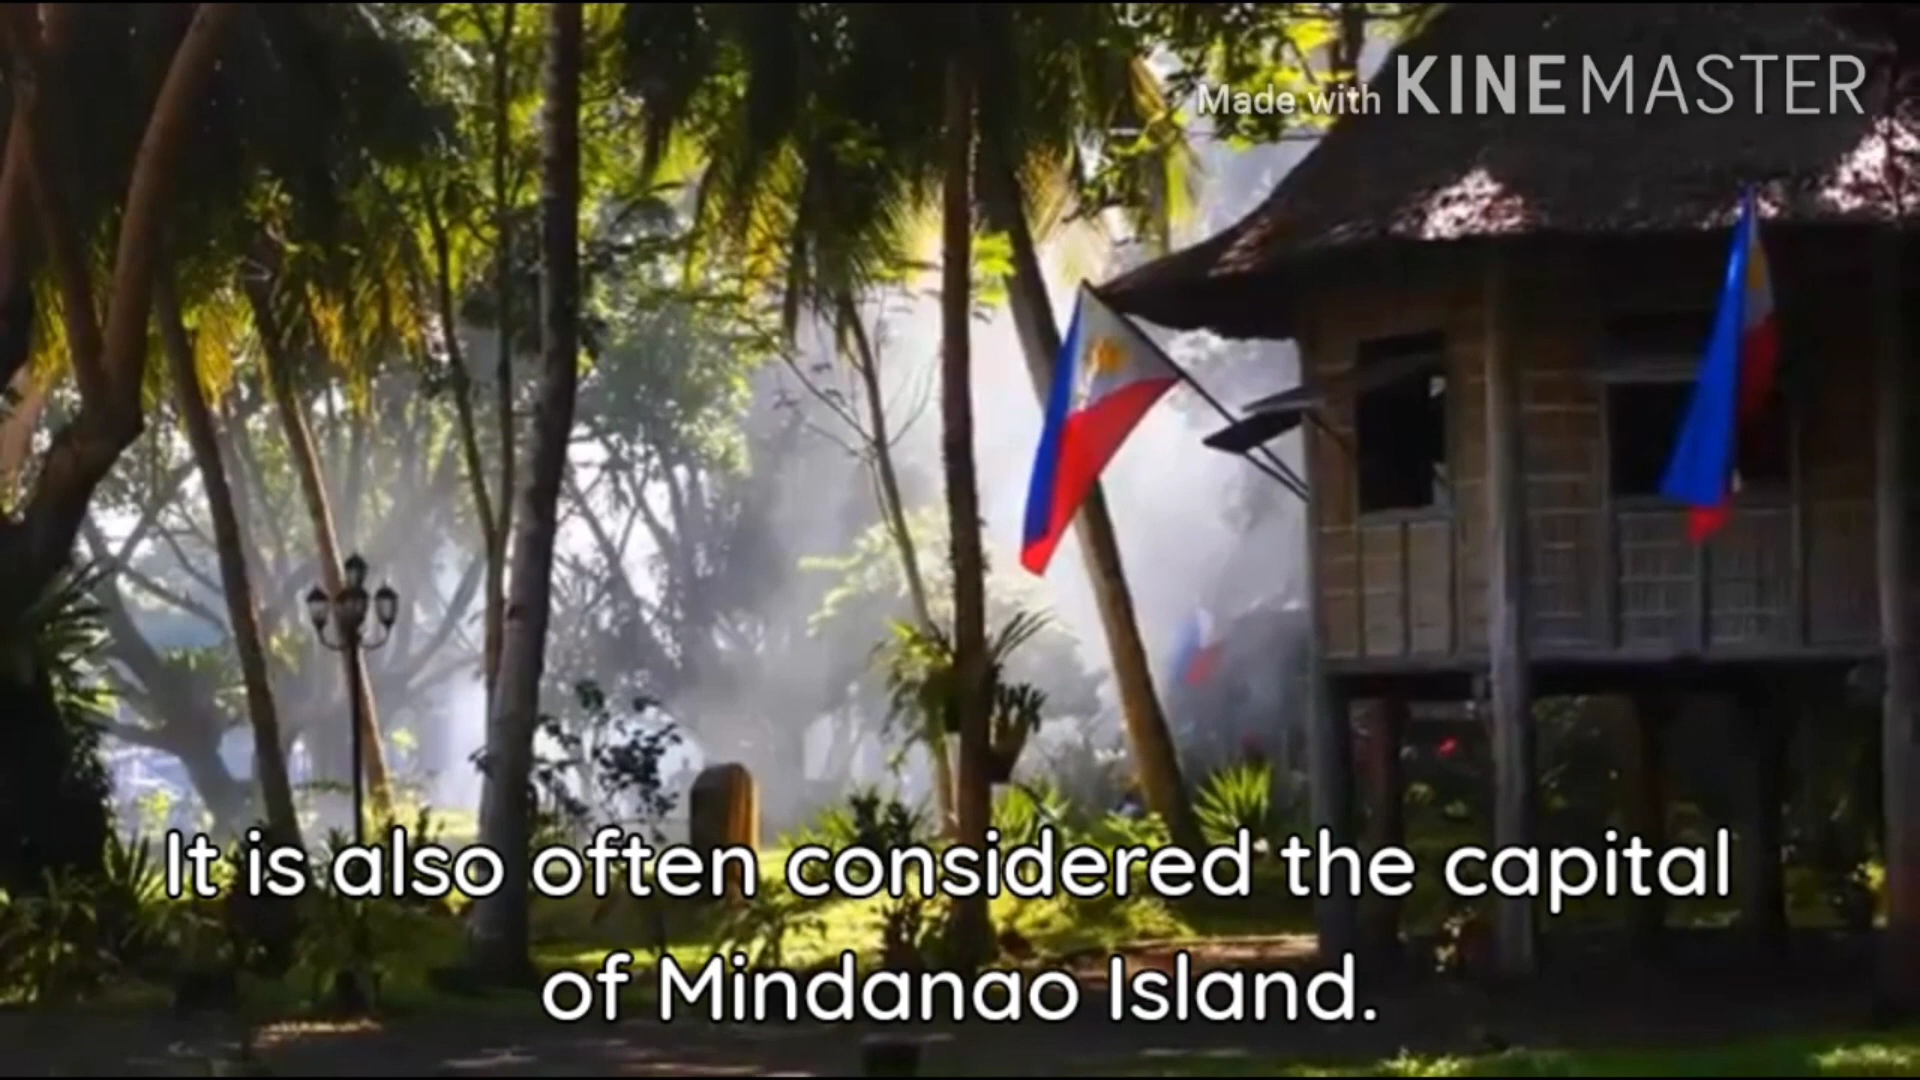 Made with KINEMASTER
It is also often considered the capital
of Mindanao Island.